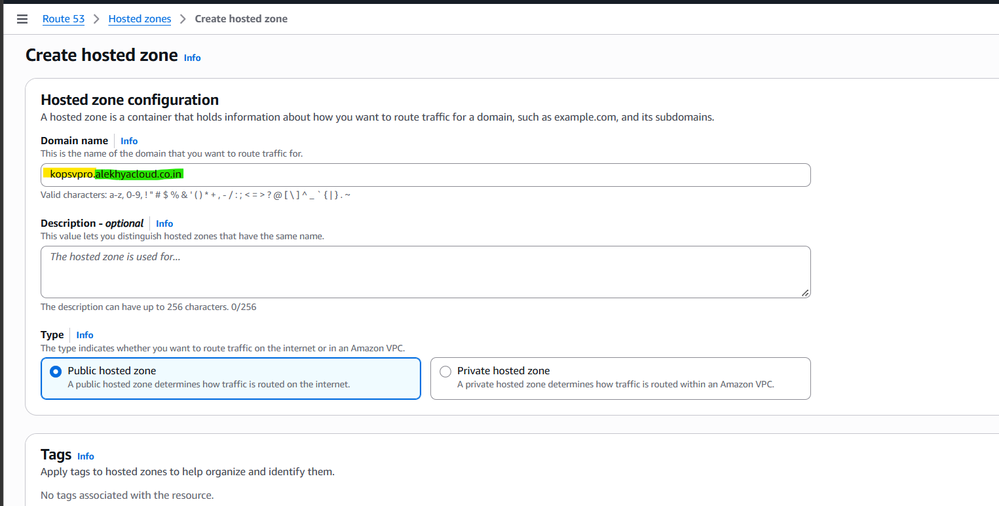 Route 53 > Hosted zones > Create hosted zone
Create hosted zone Info
Hosted zone configuration
A hosted zone is a container that holds information about how you want to route traffic for a domain, such as example.com, and its subdomains.
Domain name Info
This is the name of the domain that you want to route traffic for.
kopsvpro.alekhyacloud.co.in
Valid characters: a-z, 0-9, ! " # $ % & ' ( ) * + , - / : ; < = > ? @ [ \ ] ^ _ ` { | } . ~
Description - optional Info
This value lets you distinguish hosted zones that have the same name.
The hosted zone is used for...
The description can have up to 256 characters. 0/256
Type Info
The type indicates whether you want to route traffic on the internet or in an Amazon VPC.
Public hosted zone
A public hosted zone determines how traffic is routed on the internet.
Private hosted zone
A private hosted zone determines how traffic is routed within an Amazon VPC.
Tags Info
Apply tags to hosted zones to help organize and identify them.
No tags associated with the resource.